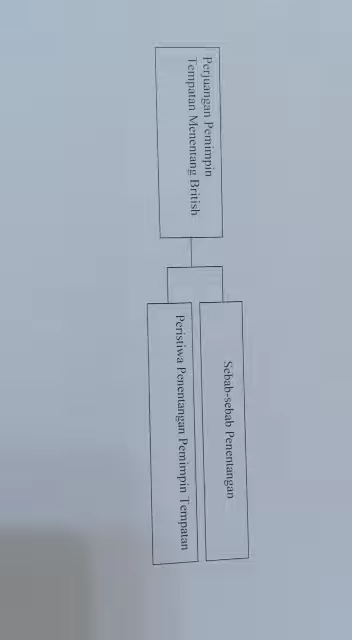 Perjuangan Pemimpin
Tempatan Menentang British
Sebab-sebab Penentangan
Peristiwa Penentangan Pemimpin Tempatan